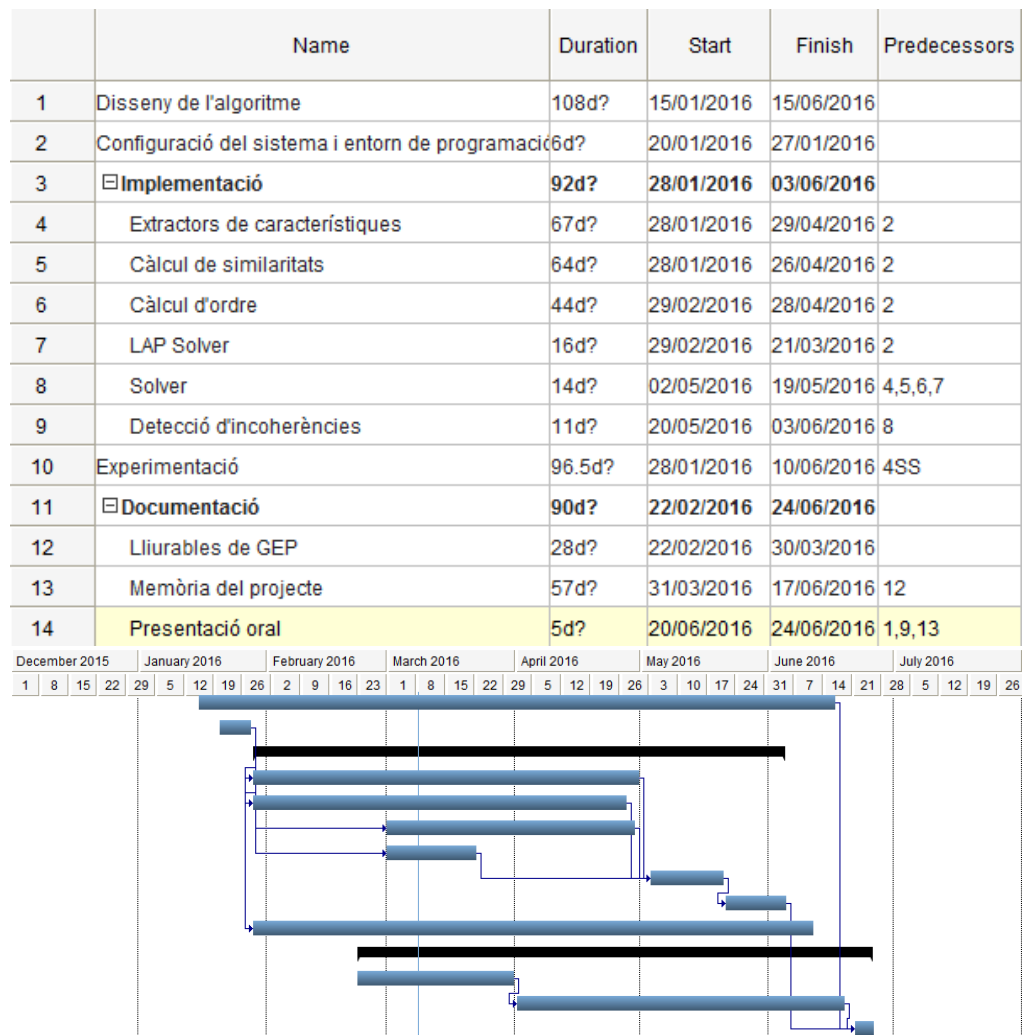 Name Duration Start Finish Predecessors
1 Disseny de l'algoritme 108d? 15/01/2016 15/06/2016
2 Configuració del sistema i entorn de programació 6d? 20/01/2016 27/01/2016
3 Implementació 92d? 28/01/2016 03/06/2016
4 Extractors de característiques 67d? 28/01/2016 29/04/2016 2
5 Càlcul de similaritats 64d? 28/01/2016 26/04/2016 2
6 Càlcul d'ordre 44d? 29/02/2016 28/04/2016 2
7 LAP Solver 16d? 29/02/2016 21/03/2016 2
8 Solver 14d? 02/05/2016 19/05/2016 4,5,6,7
9 Detecció d'incoherències 11d? 20/05/2016 03/06/2016 8
10 Experimentació 96.5d? 28/01/2016 10/06/2016 4SS
11 Documentació 90d? 22/02/2016 24/06/2016
12 Lliurables de GEP 28d? 22/02/2016 30/03/2016
13 Memòria del projecte 57d? 31/03/2016 17/06/2016 12
14 Presentació oral 5d? 20/06/2016 24/06/2016 1,9,13
December 2015 January 2016 February 2016 March 2016 April 2016 May 2016 June 2016 July 2016
1 8 15 22 29 5 12 19 26 2 9 16 23 1 8 15 22 29 5 12 19 26 3 10 17 24 31 7 14 21 28 5 12 19 26